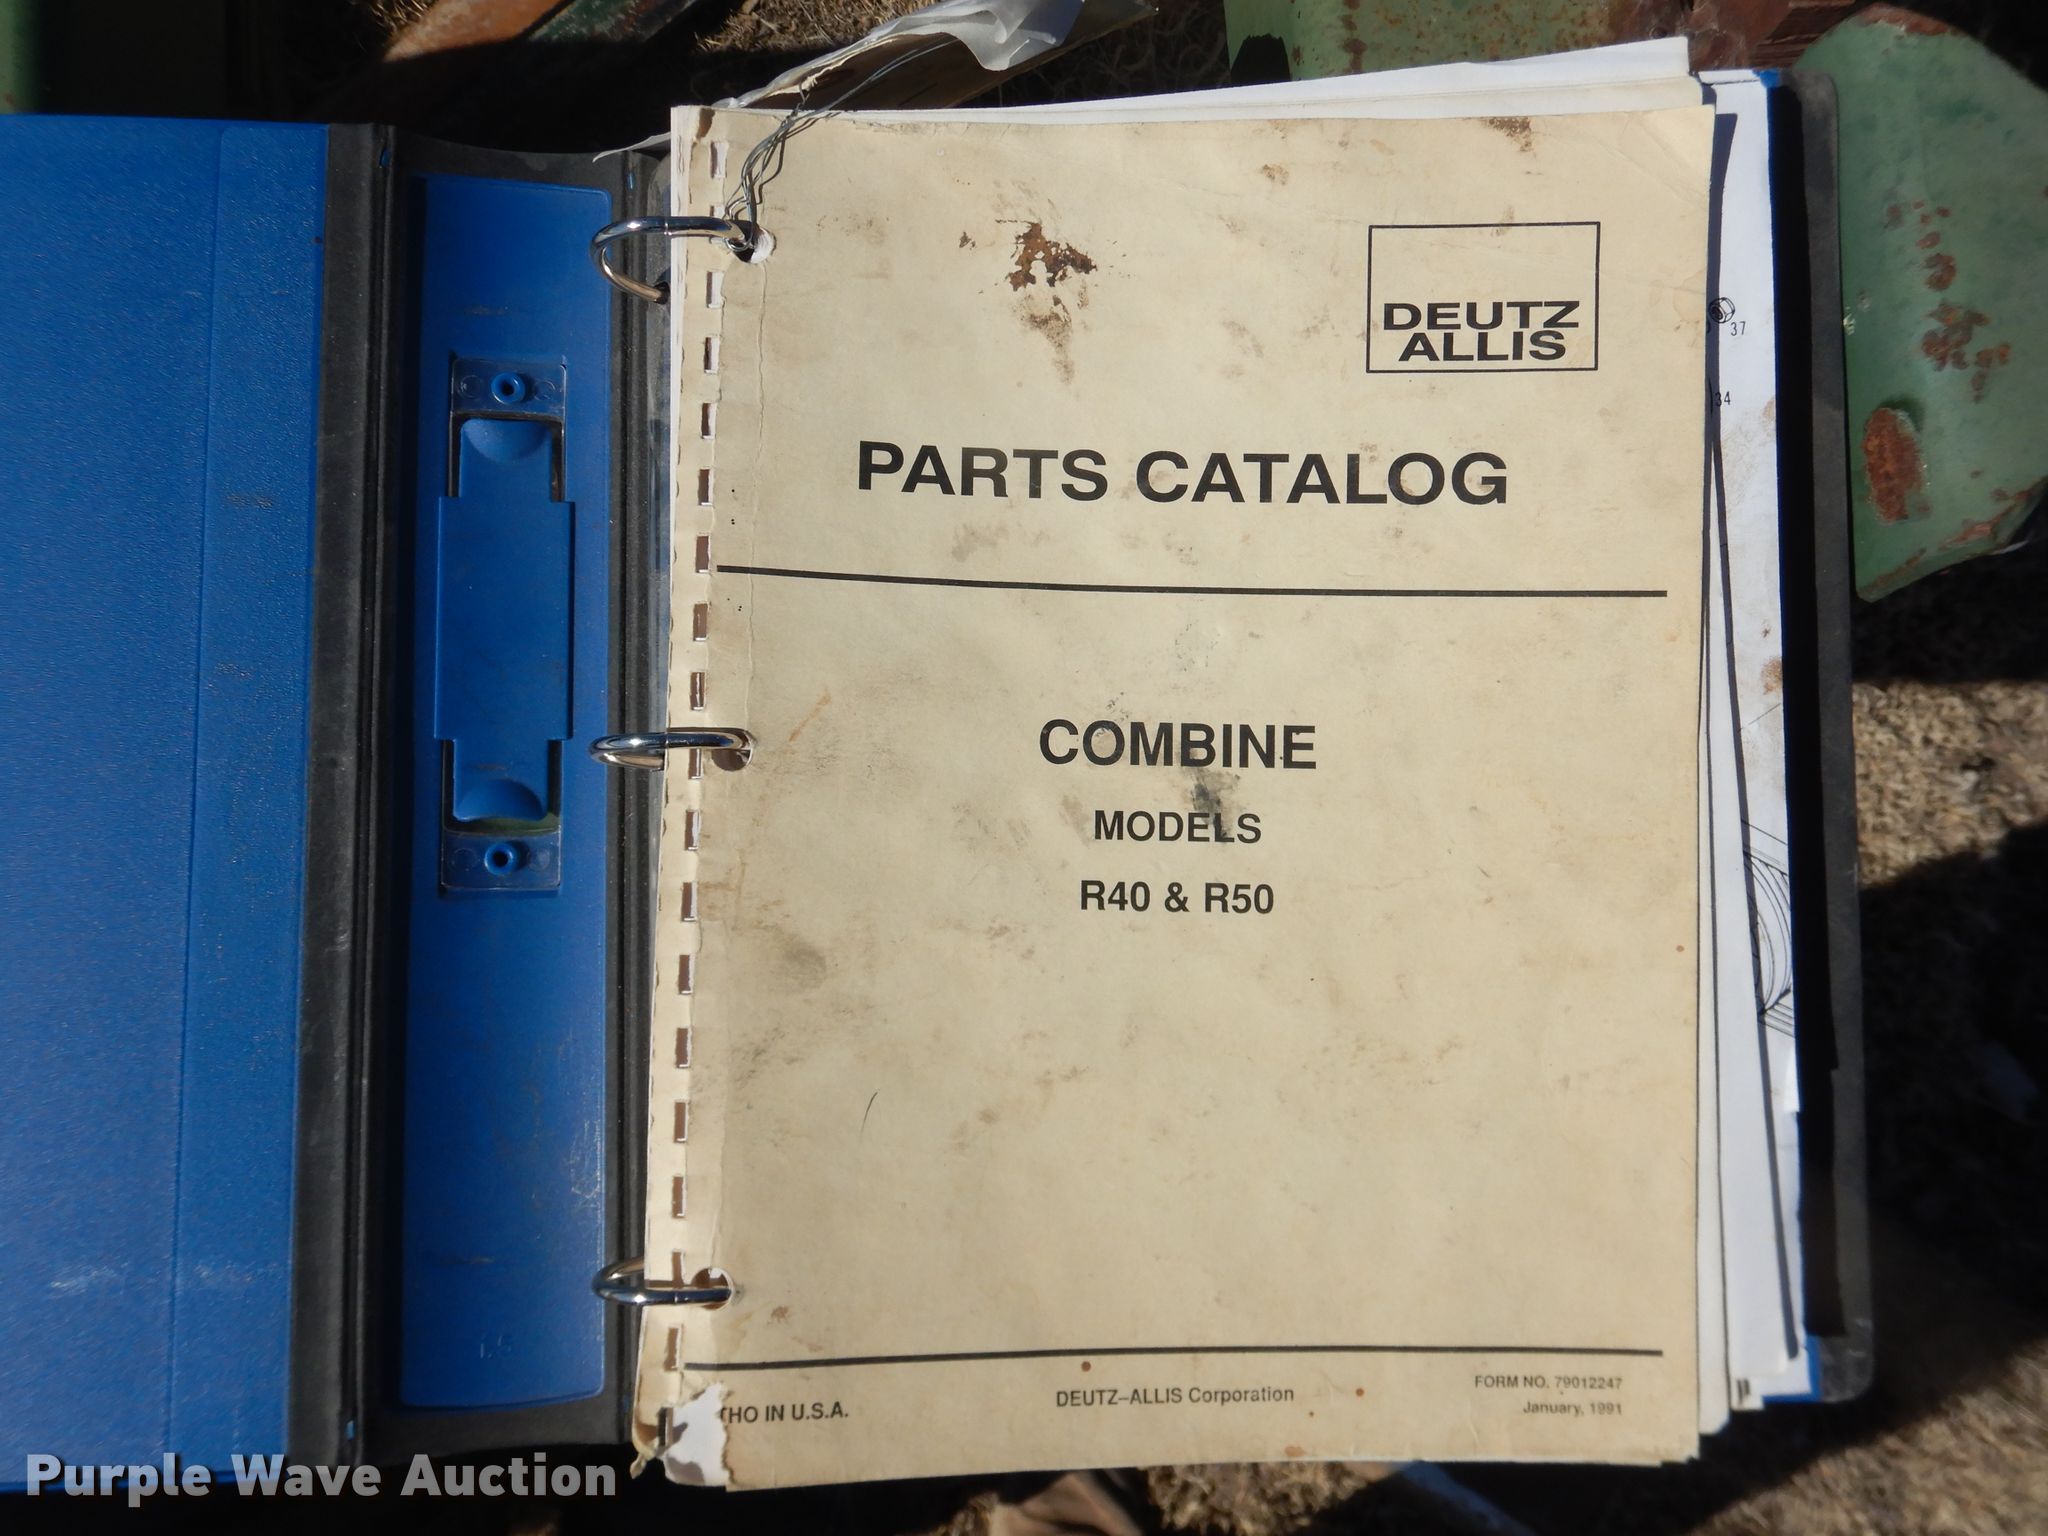 DEUTZ
ALLIS
PARTS CATALOG
COMBINE
MODELS
R40 & R50
THO IN U.S.A.
DEUTZ-ALLIS Corporation
FORM NO. 79012247
January, 1991
37
34
Purple Wave Auction